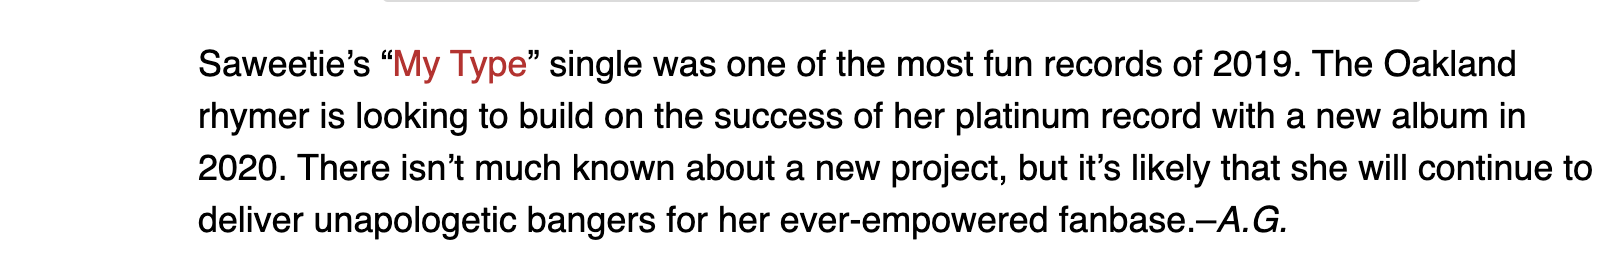 Saweetie’s “My Type” single was one of the most fun records of 2019. The Oakland
rhymer is looking to build on the success of her platinum record with a new album in
2020. There isn’t much known about a new project, but it’s likely that she will continue to
deliver unapologetic bangers for her ever-empowered fanbase.—A.G.